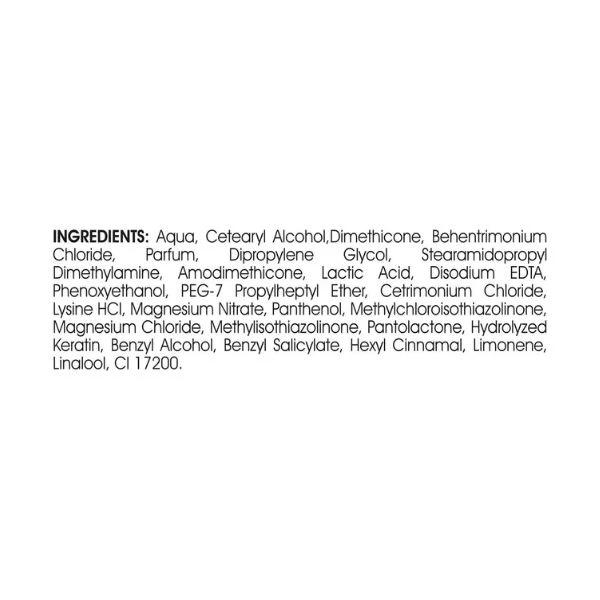 INGREDIENTS: Aqua, Cetearyl Alcohol,Dimethicone, Behentrimonium
Chloride, Parfum, Dipropylene Glycol, Stearamidopropyl
Dimethylamine, Amodimethicone, Lactic Acid, Disodium EDTA,
Phenoxyethanol, PEG-7 Propylheptyl Ether, Cetrimonium Chloride,
Lysine HCl, Magnesium Nitrate, Panthenol, Methylchloroisothiazolinone,
Magnesium Chloride, Methylisothiazolinone, Pantolactone, Hydrolyzed
Keratin, Benzyl Alcohol, Benzyl Salicylate, Hexyl Cinnamal, Limonene,
Linalool, CI 17200.